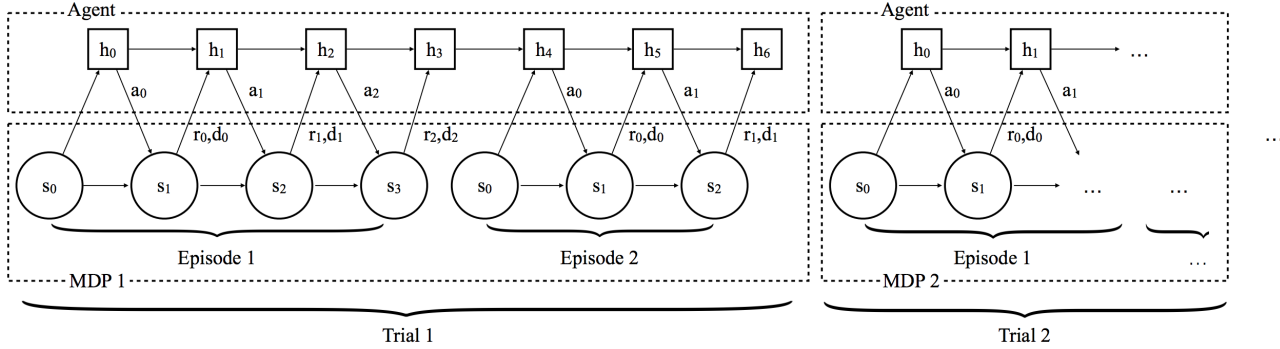 Agent Agent
h₀ h₁ h₂ h₃ h₄ h₅ h₆ h₀ h₁ ...
a₀ a₁ a₂ a₀ a₁ a₀ a₁
r₀,d₀ r₁,d₁ r₂,d₂ r₀,d₀ r₁,d₁ r₀,d₀ ...
s₀ s₁ s₂ s₃ s₀ s₁ s₂ s₀ s₁ ... ...
Episode 1 Episode 2 Episode 1 ...
MDP 1 MDP 2
Trial 1 Trial 2